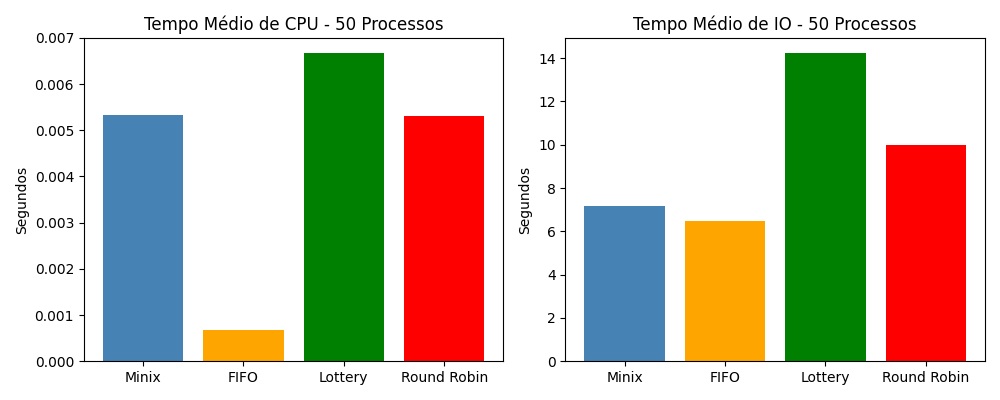 Tempo Médio de CPU - 50 Processos
Segundos
0.007
0.006
0.005
0.004
0.003
0.002
0.001
0.000
Minix FIFO Lottery Round Robin
Tempo Médio de IO - 50 Processos
Segundos
14
12
10
8
6
4
2
0
Minix FIFO Lottery Round Robin